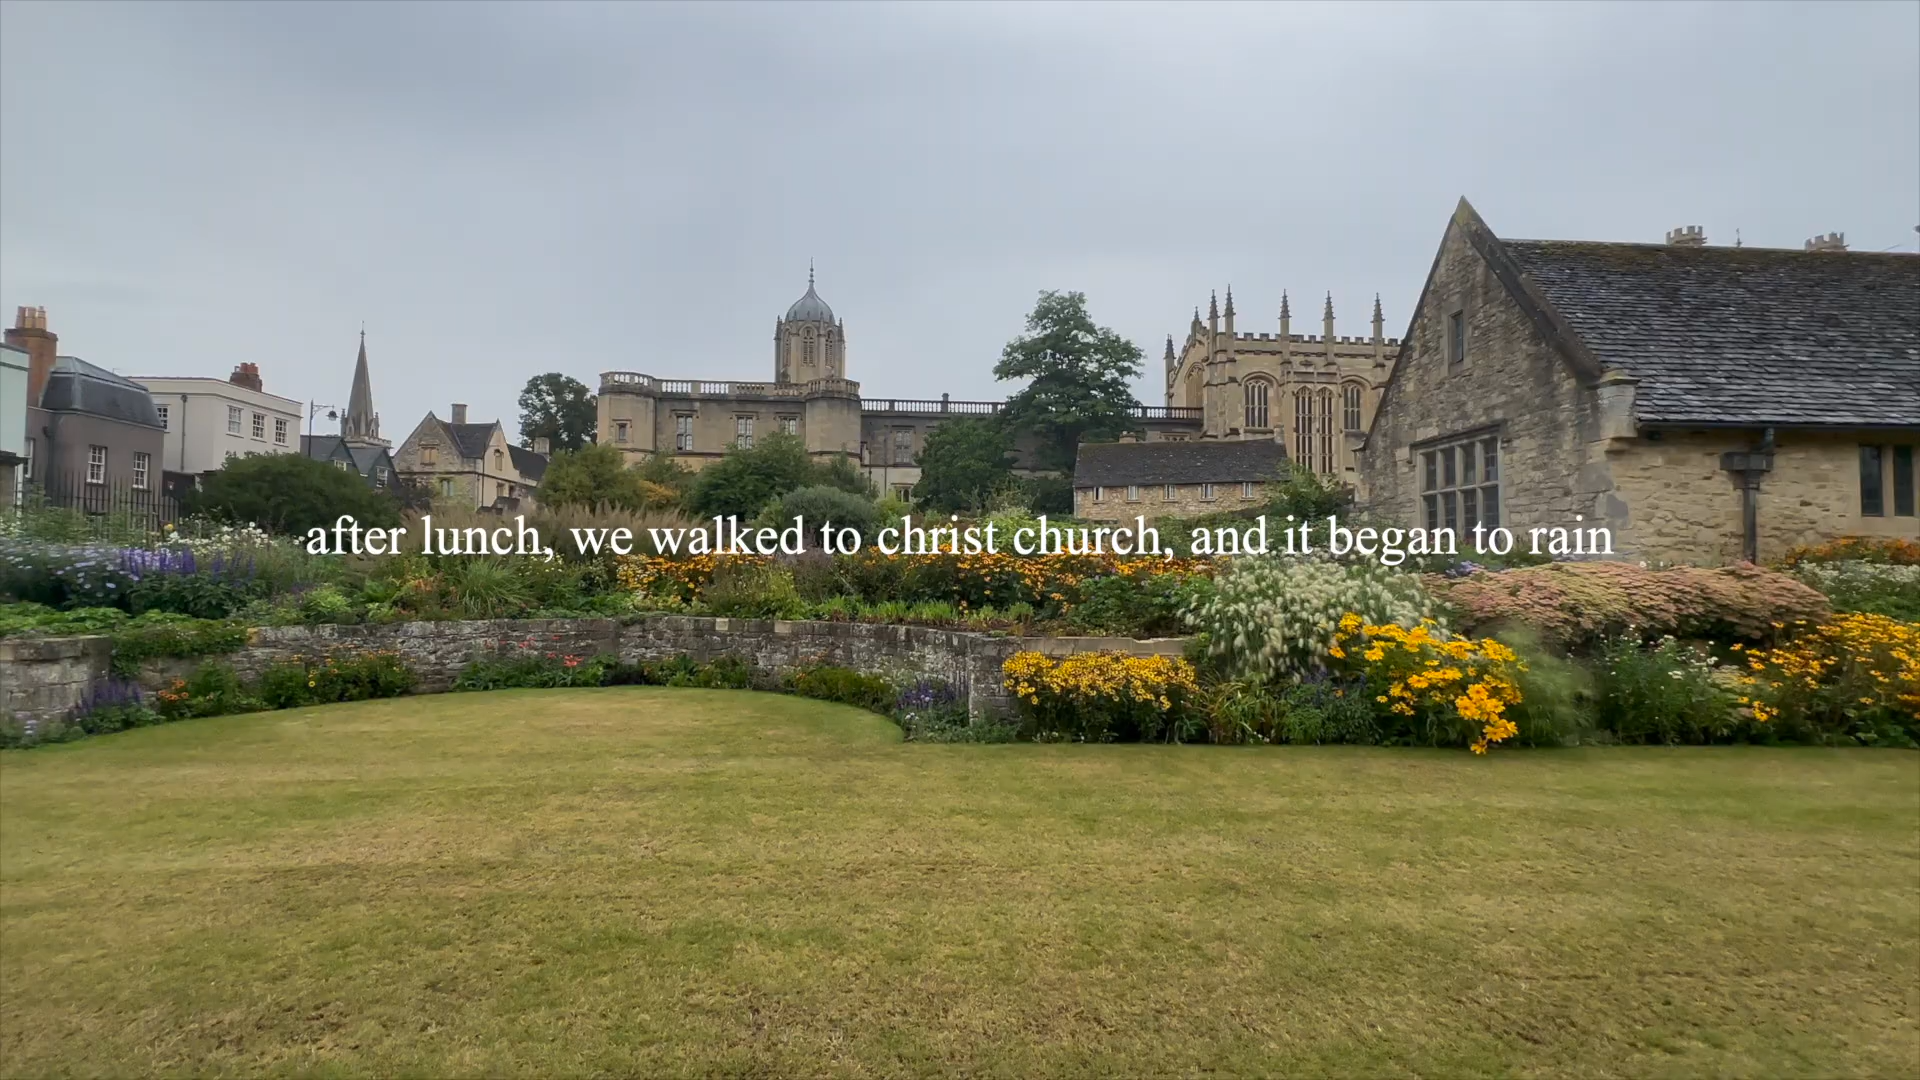 after lunch, we walked to christ church, and it began to rain